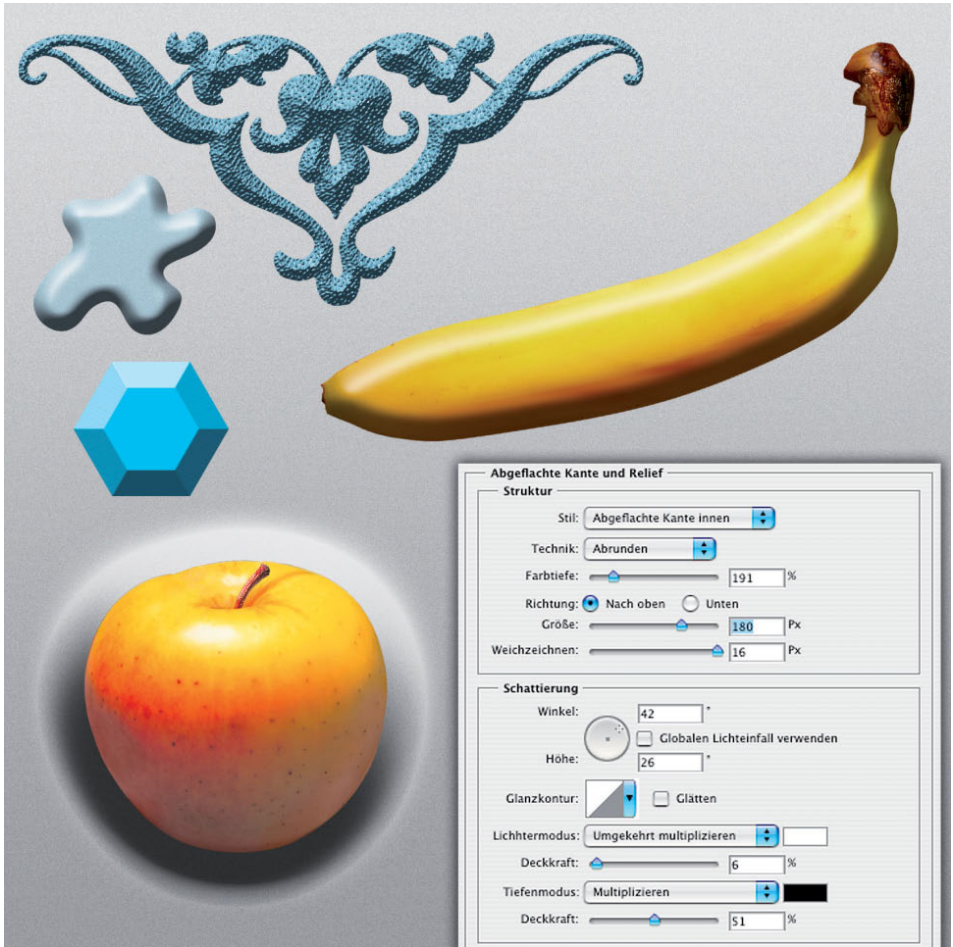 Abgeflachte Kante und Relief
Struktur
Stil: Abgeflachte Kante innen
Technik: Abrunden
Farbtiefe: 191 %
Richtung: Nach oben Unten
Größe: 180 Px
Weichzeichnen: 16 Px
Schattierung
Winkel: 42 °
Globalen Lichteinfall verwenden
Höhe: 26 °
Glanzkontur: Glätten
Lichhtermodus: Umgekehrt multiplizieren
Deckkraft: 6 %
Tiefenmodus: Multiplizieren
Deckkraft: 51 %